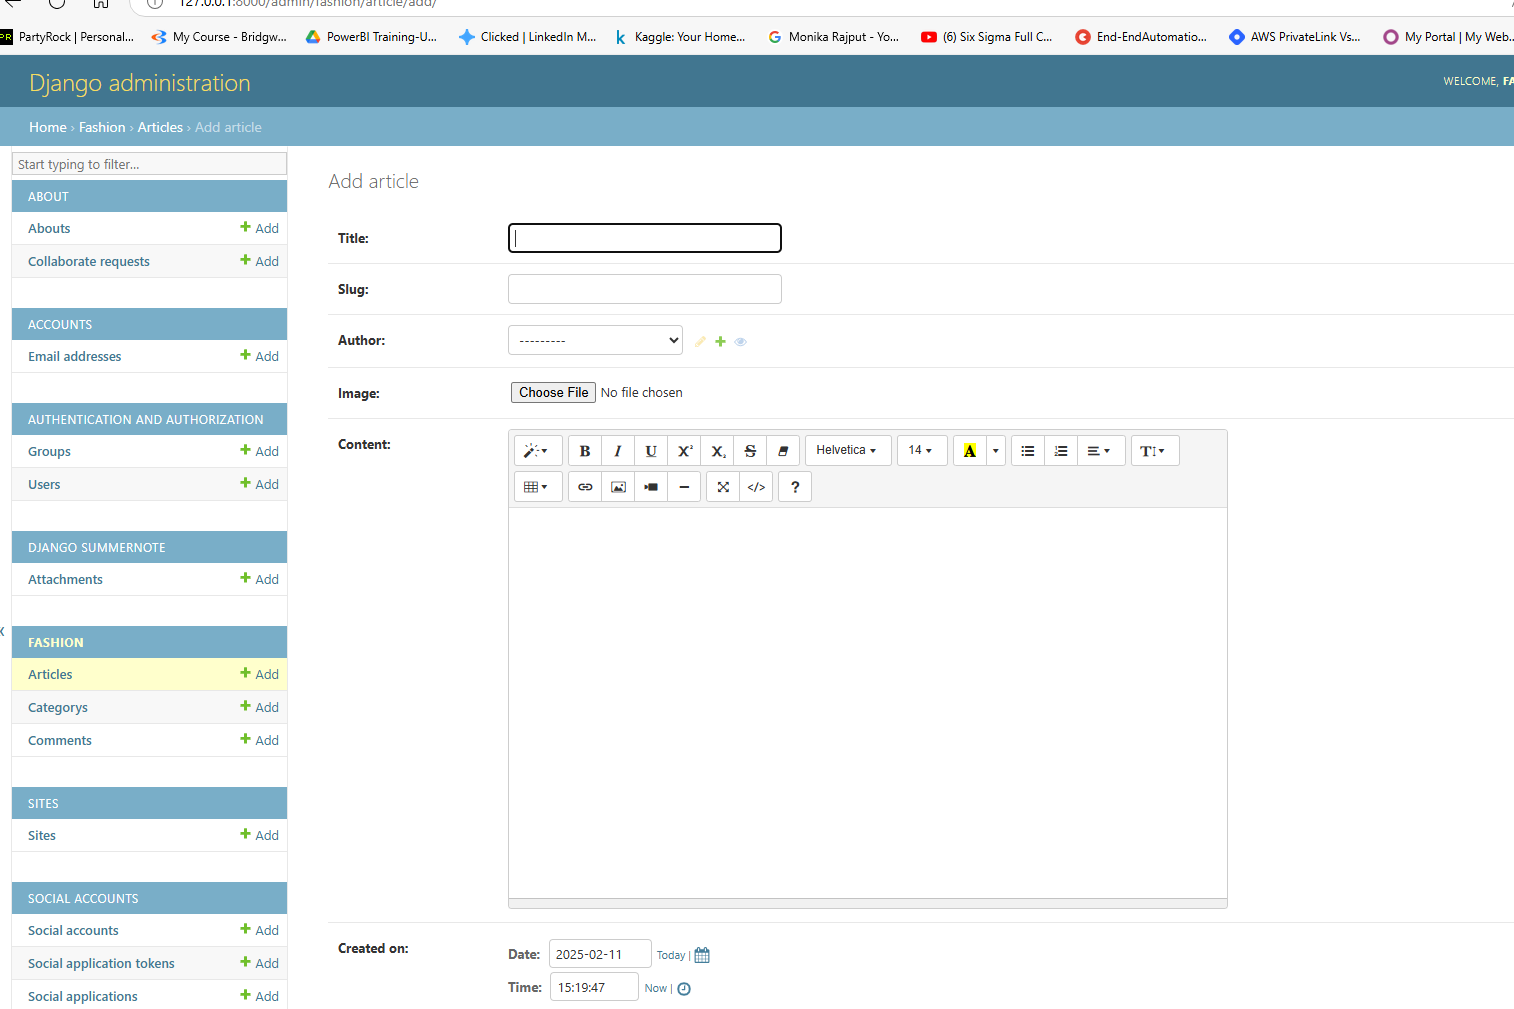 127.0.0.1:8000/admin/fashion/article/add/
PR PartyRock | Personal... My Course - Bridgw... PowerBI Training-U... Clicked | LinkedIn M... Kaggle: Your Home... Monika Rajput - Yo... (6) Six Sigma Full C... End-EndAutomatio... AWS PrivateLink Vs... My Portal | My Web...
Django administration
WELCOME, FA
Home › Fashion › Articles › Add article
Start typing to filter...
ABOUT
Abouts Add
Collaborate requests Add
ACCOUNTS
Email addresses Add
AUTHENTICATION AND AUTHORIZATION
Groups Add
Users Add
DJANGO SUMMERNOTE
Attachments Add
FASHION
Articles Add
Categorys Add
Comments Add
SITES
Sites Add
SOCIAL ACCOUNTS
Social accounts Add
Social application tokens Add
Social applications Add
Add article
Title:
Slug:
Author: ---------
Image: Choose File No file chosen
Content:
B I U X² X₂ S Helvetica 14 A T
</> ?
Created on:
Date: 2025-02-11 Today |
Time: 15:19:47 Now |